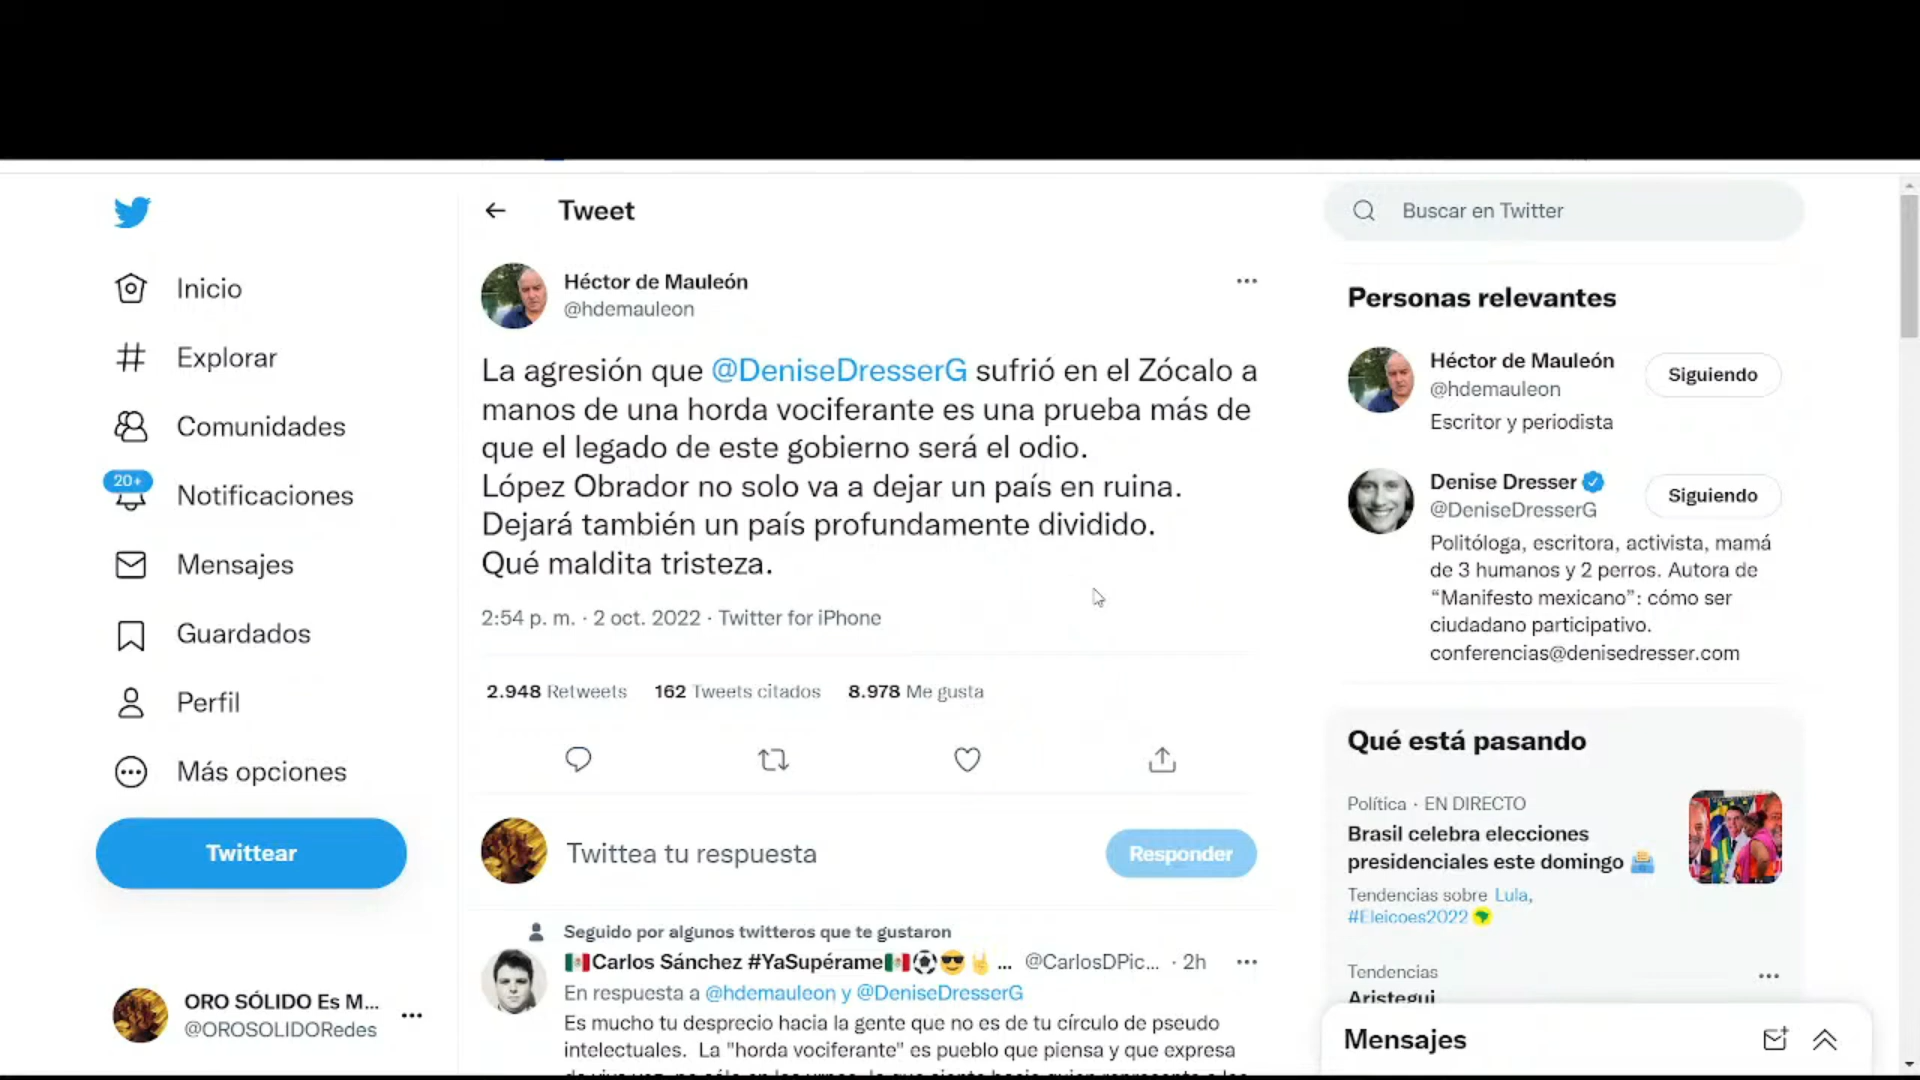 Tweet
Buscar en Twitter
Inicio
Explorar
Comunidades
20+
Notificaciones
Mensajes
Guardados
Perfil
Más opciones
Twittear
ORO SÓLIDO Es M...
@OROSOLIDORedes
Héctor de Mauleón
@hdemauleon
La agresión que @DeniseDresserG sufrió en el Zócalo a
manos de una horda vociferante es una prueba más de
que el legado de este gobierno será el odio.
López Obrador no solo va a dejar un país en ruina.
Dejará también un país profundamente dividido.
Qué maldita tristeza.
2:54 p. m. · 2 oct. 2022 · Twitter for iPhone
2.948 Retweets 162 Tweets citados 8.978 Me gusta
Twittea tu respuesta
Responder
Seguido por algunos twitteros que te gustaron
🇲🇽Carlos Sánchez #YaSupérame🇲🇽⚽😎🤘 ... @CarlosDPic... · 2h
En respuesta a @hdemauleon y @DeniseDresserG
Es mucho tu desprecio hacia la gente que no es de tu círculo de pseudo
intelectuales. La "horda vociferante" es pueblo que piensa y que expresa
Personas relevantes
Héctor de Mauleón
@hdemauleon
Siguiendo
Escritor y periodista
Denise Dresser
@DeniseDresserG
Siguiendo
Politóloga, escritora, activista, mamá
de 3 humanos y 2 perros. Autora de
“Manifesto mexicano”: cómo ser
ciudadano participativo.
conferencias@denisedresser.com
Qué está pasando
Política · EN DIRECTO
Brasil celebra elecciones
presidenciales este domingo 🗳️
Tendencias sobre Lula,
#Eleicoes2022
Tendencias
Aristegui
Mensajes